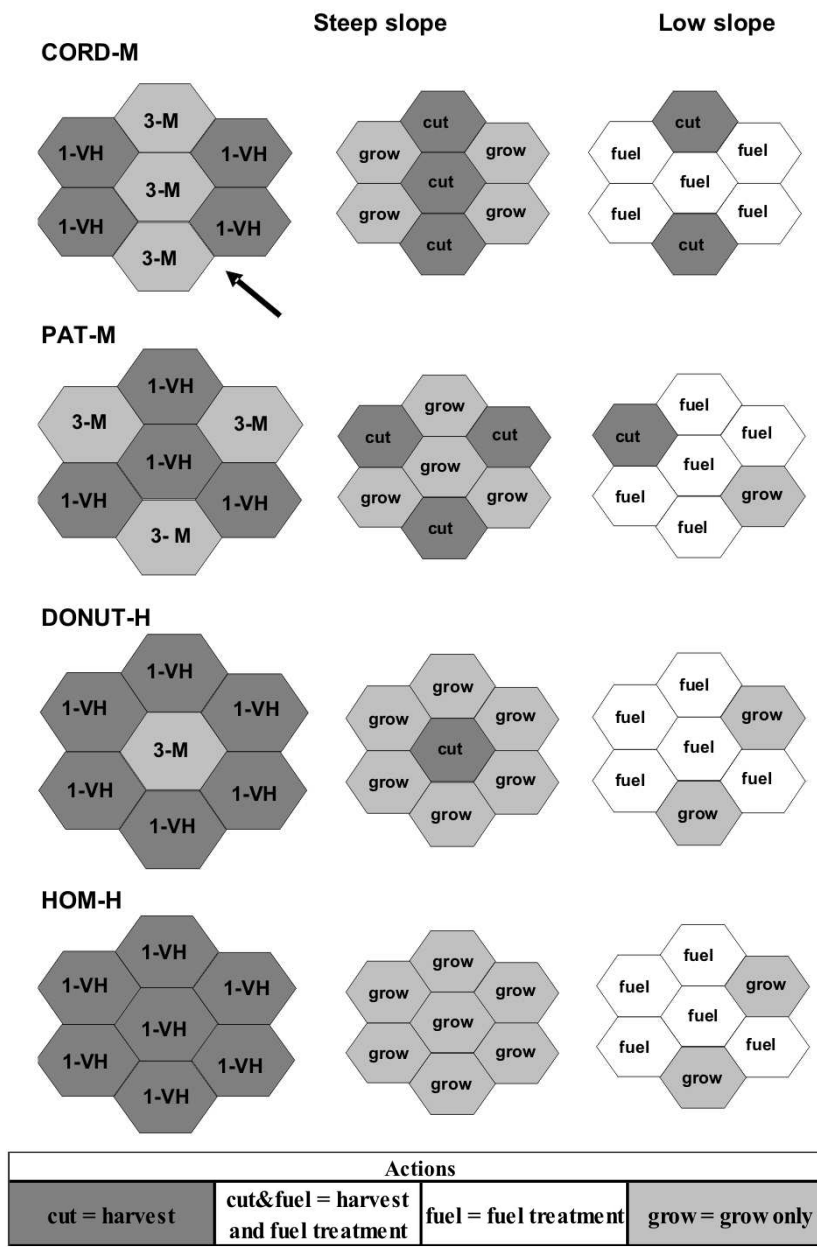 Steep slope Low slope
CORD-M
3-M cut cut
1-VH 1-VH grow grow fuel fuel
3-M cut fuel
1-VH 1-VH grow grow fuel fuel
3-M cut cut
PAT-M
1-VH grow fuel
3-M 3-M cut cut cut fuel
1-VH grow fuel
1-VH 1-VH grow grow fuel grow
3- M cut fuel
DONUT-H
1-VH grow fuel
1-VH 1-VH grow grow fuel grow
3-M cut fuel
1-VH 1-VH grow grow fuel fuel
1-VH grow grow
HOM-H
1-VH grow fuel
1-VH 1-VH grow grow fuel grow
1-VH grow fuel
1-VH 1-VH grow grow fuel fuel
1-VH grow grow
Actions
cut = harvest
cut&fuel = harvest
and fuel treatment
fuel = fuel treatment
grow = grow only